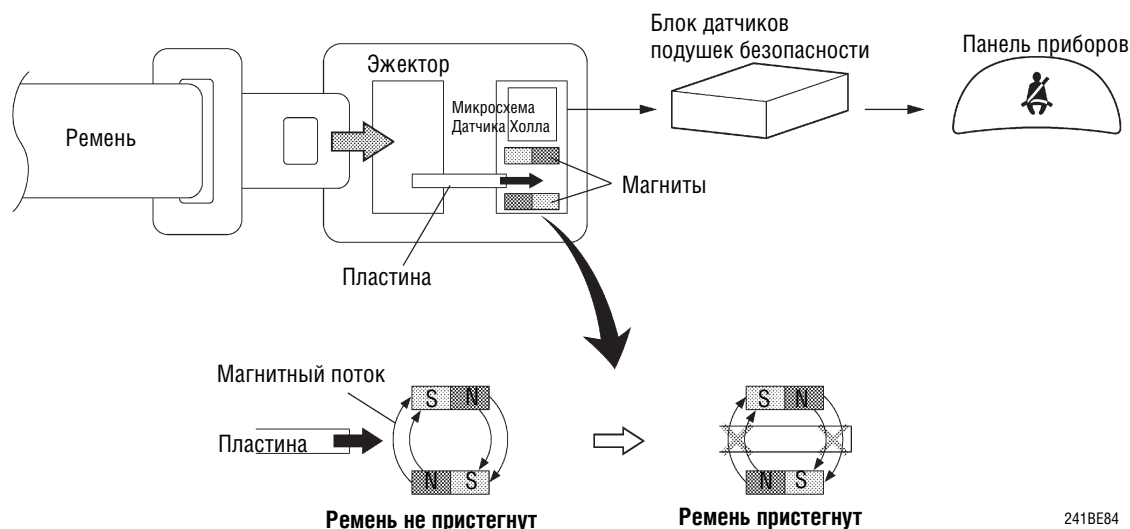 Блок датчиков
подушек безопасности
Панель приборов
Эжектор
Микросхема
Датчика Холла
Ремень
Магниты
Пластина
Магнитный поток
S N
S N
Пластина
N S
N S
Ремень не пристегнут
Ремень пристегнут
241BE84